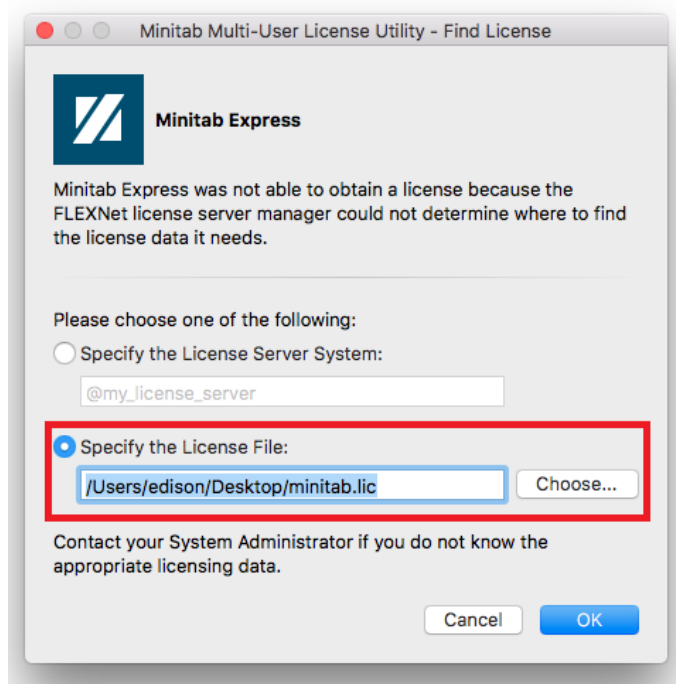 Minitab Multi-User License Utility - Find License
Minitab Express
Minitab Express was not able to obtain a license because the
FLEXNet license server manager could not determine where to find
the license data it needs.
Please choose one of the following:
Specify the License Server System:
@my_license_server
Specify the License File:
/Users/edison/Desktop/minitab.lic
Choose...
Contact your System Administrator if you do not know the
appropriate licensing data.
Cancel
OK